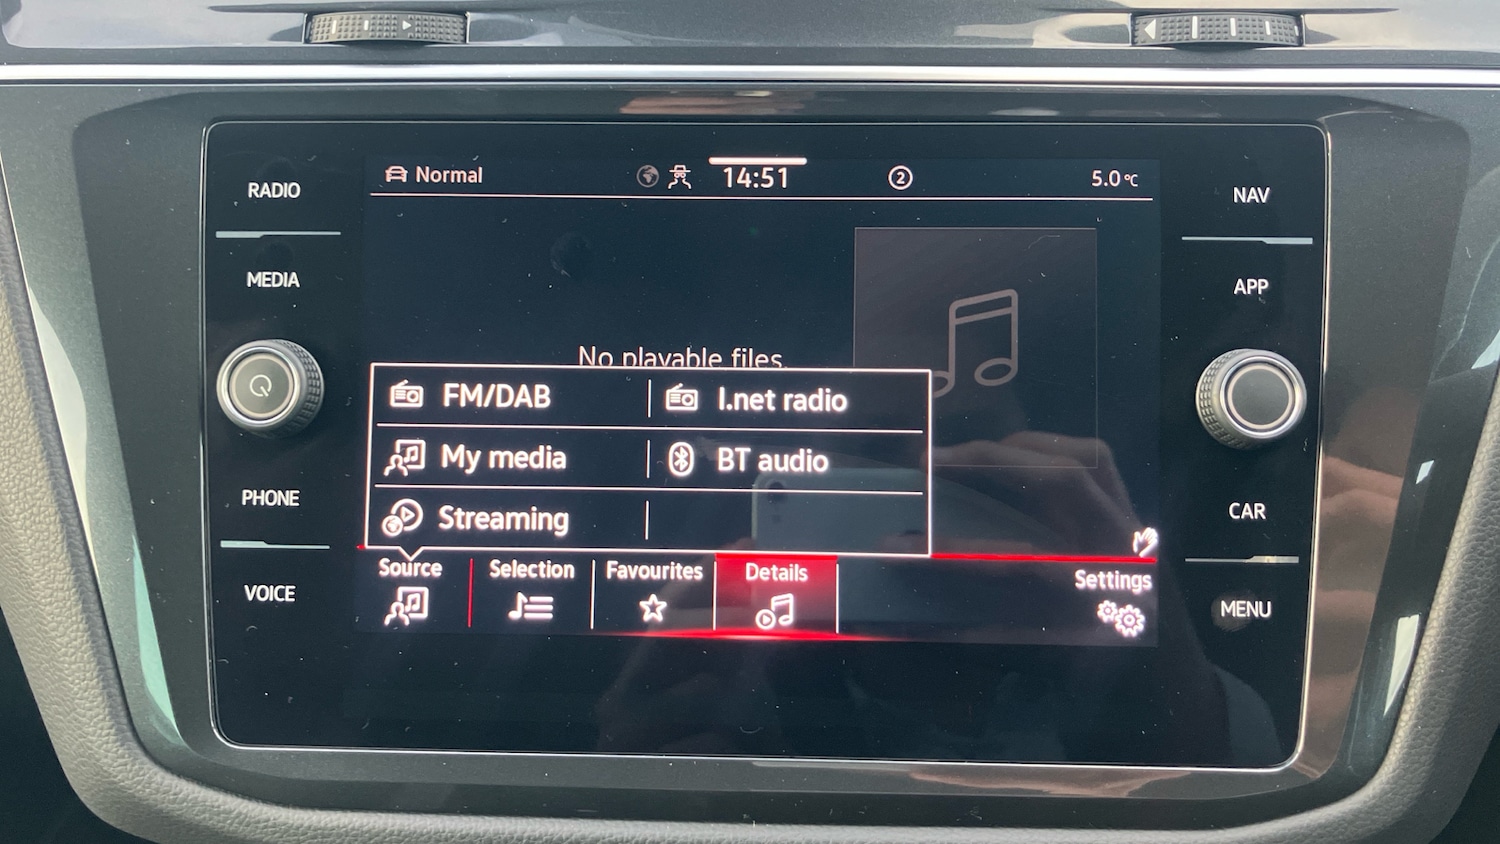 RADIO
MEDIA
PHONE
VOICE
Normal
14:51
2
5.0 °C
No playable files.
FM/DAB
I.net radio
My media
BT audio
Streaming
Source
Selection
Favourites
Details
Settings
NAV
APP
CAR
MENU